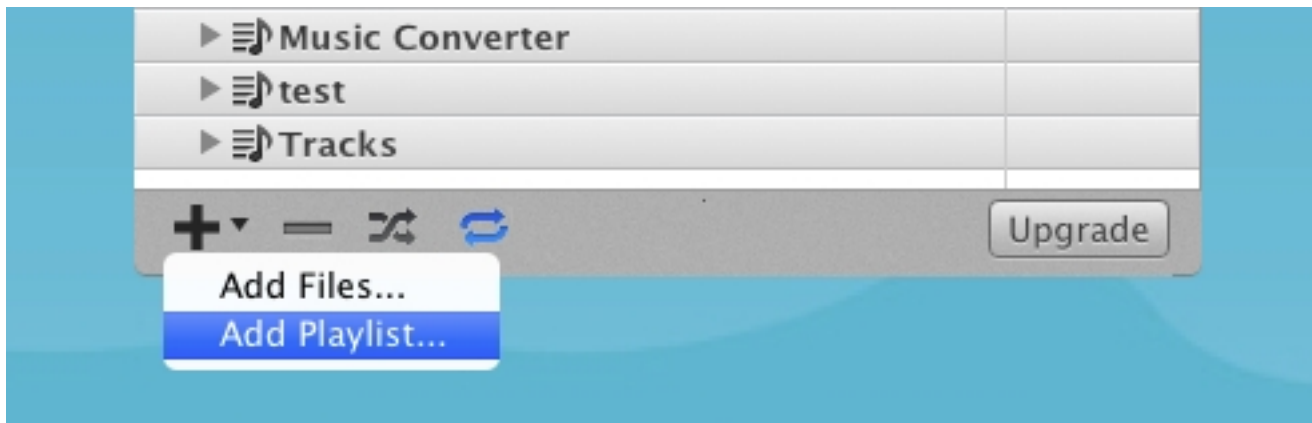 Music Converter
test
Tracks
Upgrade
Add Files...
Add Playlist...